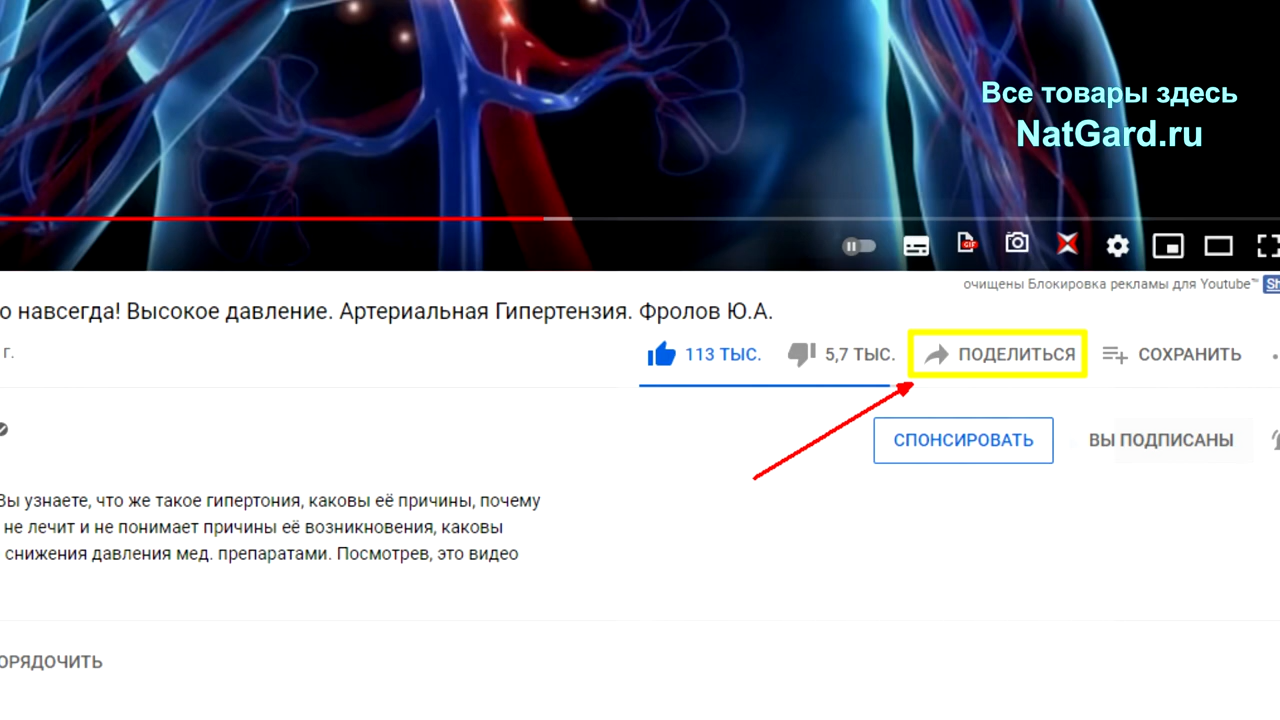 Все товары здесь
NatGard.ru
GIF
очищены Блокировка рекламы для Youtube™ Sh
о навсегда! Высокое давление. Артериальная Гипертензия. Фролов Ю.А.
г.
113 ТЫС. 5,7 ТЫС. ПОДЕЛИТЬСЯ СОХРАНИТЬ
СПОНСИРОВАТЬ ВЫ ПОДПИСАНЫ
Вы узнаете, что же такое гипертония, каковы её причины, почему
не лечит и не понимает причины её возникновения, каковы
снижения давления мед. препаратами. Посмотрев, это видео
ОРЯДОЧИТЬ